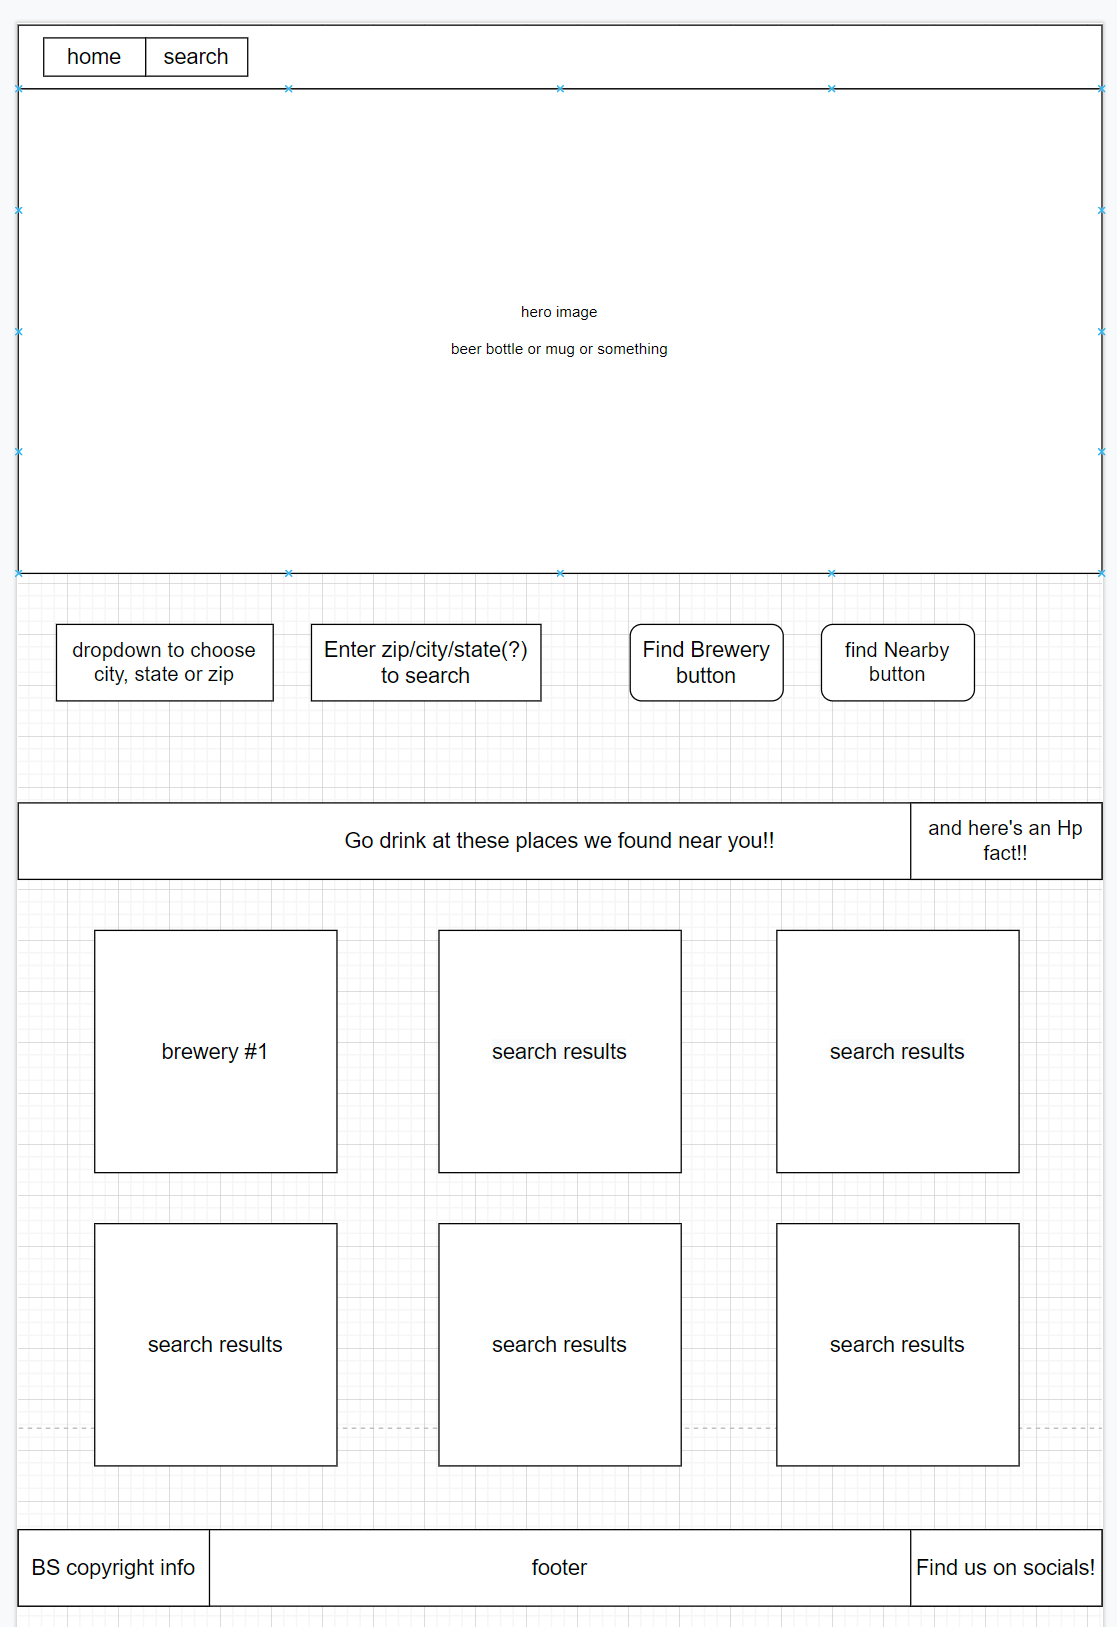 home
search
hero image
beer bottle or mug or something
dropdown to choose
city, state or zip
Enter zip/city/state(?)
to search
Find Brewery
button
find Nearby
button
Go drink at these places we found near you!!
and here's an Hp
fact!!
brewery #1
search results
search results
search results
search results
search results
BS copyright info
footer
Find us on socials!